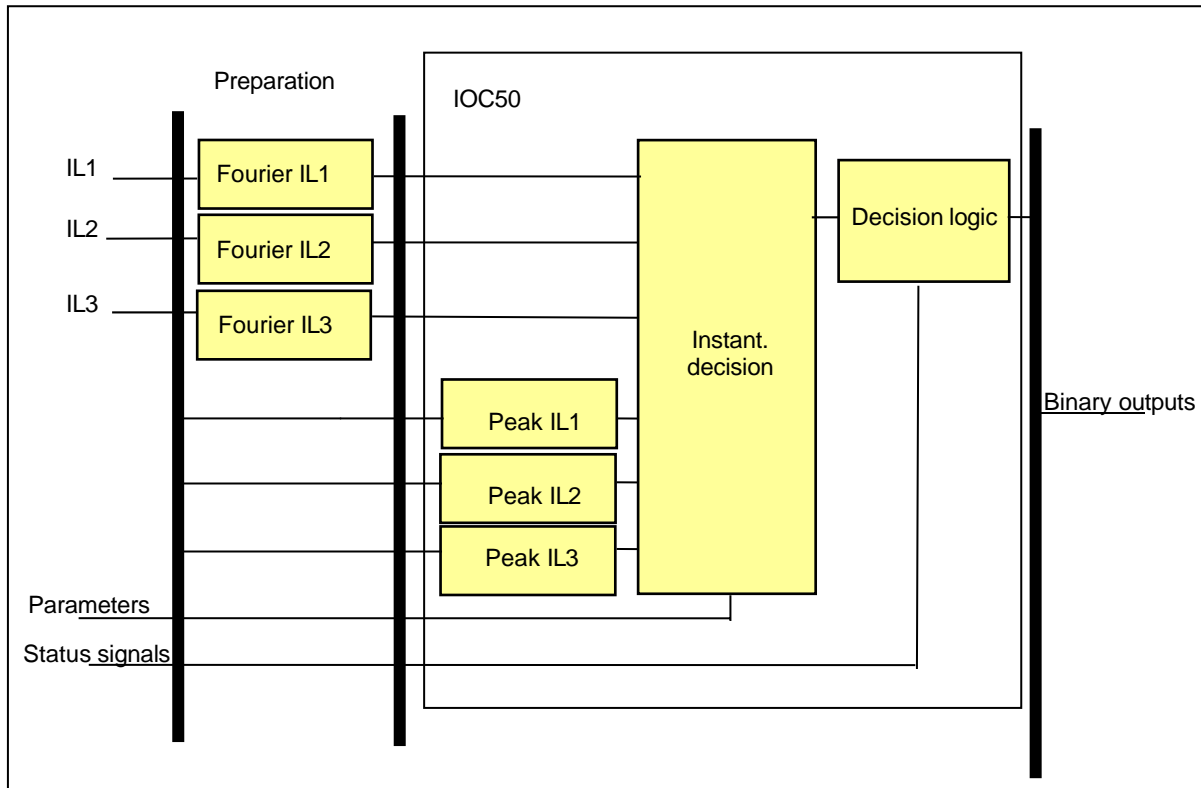 Preparation
IOC50
IL1
Fourier IL1
IL2
Fourier IL2
IL3
Fourier IL3
Decision logic
Instant.
decision
Peak IL1
Peak IL2
Peak IL3
Binary outputs
Parameters
Status signals